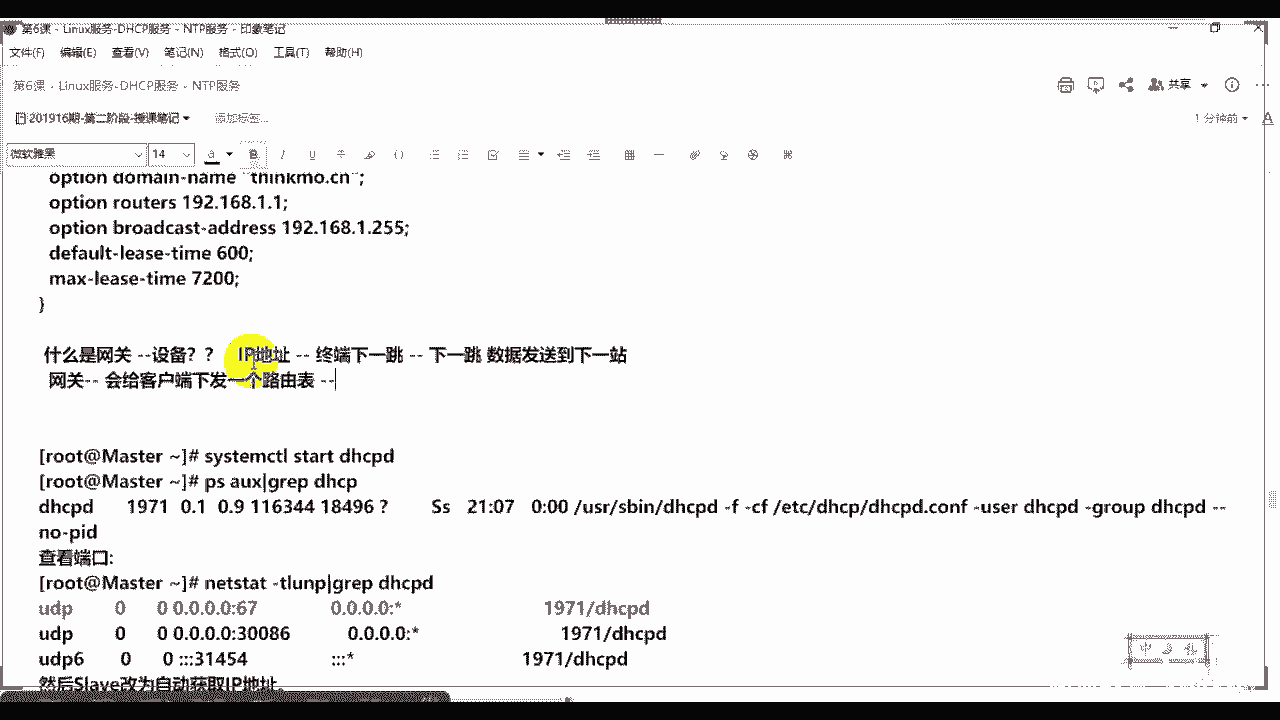 第6课 - Linux服务-DHCP服务 - NTP服务 - 印象笔记
文件(F) 编辑(E) 查看(V) 笔记(N) 格式(O) 工具(T) 帮助(H)
第6课 - Linux服务-DHCP服务 - NTP服务
共享
201916期-第二阶段-授课笔记 添加标签...
1 分钟前
微软雅黑 14
option domain-name "thinkmo.cn";
option routers 192.168.1.1;
option broadcast-address 192.168.1.255;
default-lease-time 600;
max-lease-time 7200;
}
什么是网关 --设备？？ IP地址 -- 终端下一跳 -- 下一跳 数据发送到下一站
网关-- 会给客户端下发一个路由表 --
[root@Master ~]# systemctl start dhcpd
[root@Master ~]# ps aux|grep dhcp
dhcpd 1971 0.1 0.9 116344 18496 ? Ss 21:07 0:00 /usr/sbin/dhcpd -f -cf /etc/dhcp/dhcpd.conf -user dhcpd -group dhcpd --
no-pid
查看端口:
[root@Master ~]# netstat -tlunp|grep dhcpd
udp 0 0 0.0.0.0:67 0.0.0.0:* 1971/dhcpd
udp 0 0 0.0.0.0:30086 0.0.0.0:* 1971/dhcpd
udp6 0 0 :::31454 :::* 1971/dhcpd
然后Slave改为自动获取IP地址.